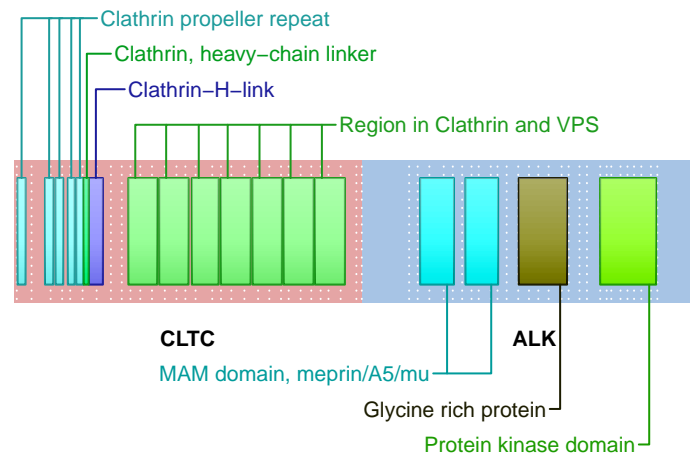 Clathrin propeller repeat
Clathrin, heavy−chain linker
Clathrin−H−link
Region in Clathrin and VPS
CLTC
ALK
MAM domain, meprin/A5/mu
Glycine rich protein
Protein kinase domain